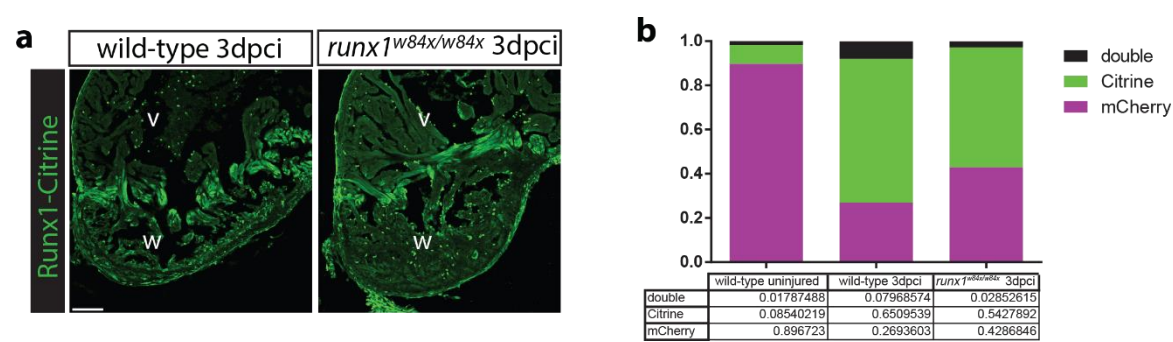 a
wild-type 3dpci
runx1w84x/w84x 3dpci
Runx1-Citrine
v
w
v
w
b
1.0
0.8
0.6
0.4
0.2
0.0
double
Citrine
mCherry
wild-type uninjured wild-type 3dpci runx1w84x/w84x 3dpci
double 0.01787488 0.07968574 0.02852615
Citrine 0.08540219 0.6509539 0.5427892
mCherry 0.896723 0.2693603 0.4286846